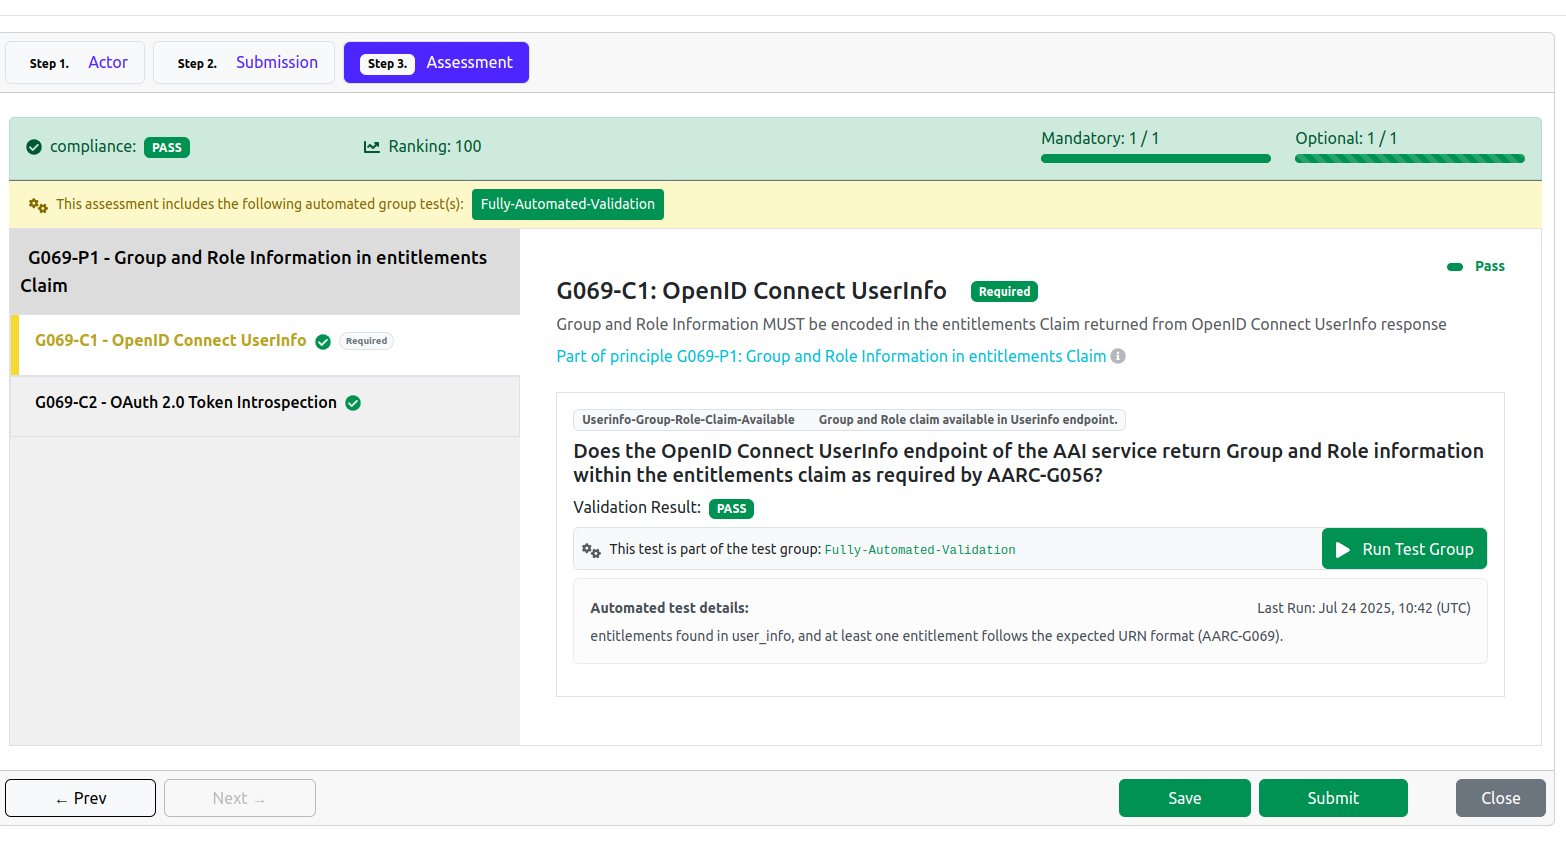 Step 1. Actor
Step 2. Submission
Step 3. Assessment
compliance: PASS
Ranking: 100
Mandatory: 1 / 1
Optional: 1 / 1
This assessment includes the following automated group test(s): Fully-Automated-Validation
G069-P1 - Group and Role Information in entitlements
Claim
G069-C1 - OpenID Connect UserInfo Required
G069-C2 - OAuth 2.0 Token Introspection
Pass
G069-C1: OpenID Connect UserInfo Required
Group and Role Information MUST be encoded in the entitlements Claim returned from OpenID Connect UserInfo response
Part of principle G069-P1: Group and Role Information in entitlements Claim
Userinfo-Group-Role-Claim-Available Group and Role claim available in Userinfo endpoint.
Does the OpenID Connect UserInfo endpoint of the AAI service return Group and Role information
within the entitlements claim as required by AARC-G056?
Validation Result: PASS
This test is part of the test group: Fully-Automated-Validation
Run Test Group
Automated test details:
Last Run: Jul 24 2025, 10:42 (UTC)
entitlements found in user_info, and at least one entitlement follows the expected URN format (AARC-G069).
← Prev
Next →
Save
Submit
Close